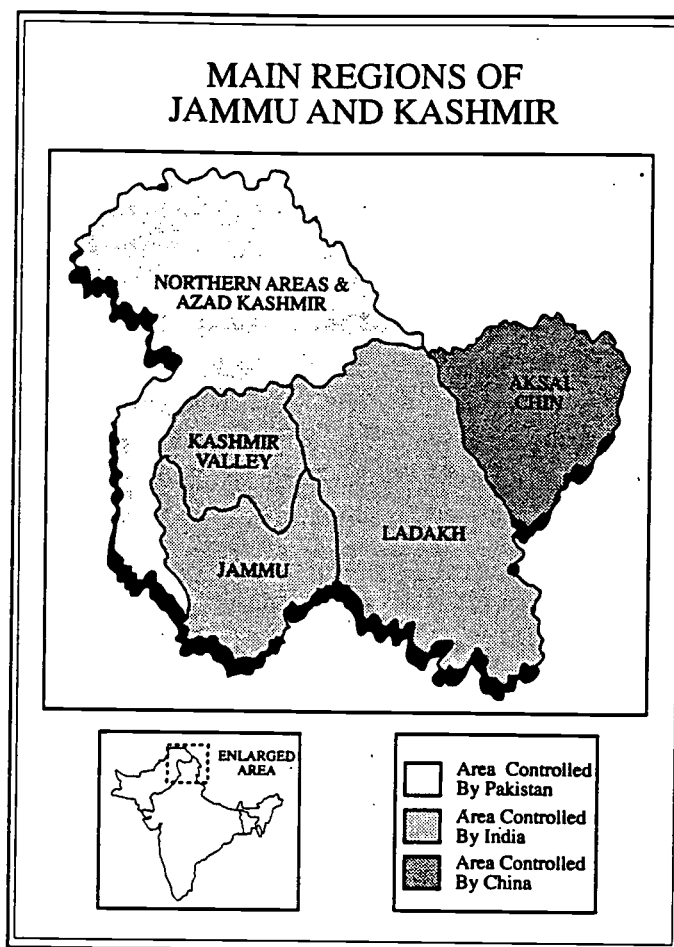 MAIN REGIONS OF
JAMMU AND KASHMIR
NORTHERN AREAS &
AZAD KASHMIR
AKSAI
CHIN
KASHMIR
VALLEY
LADAKH
JAMMU
ENLARGED
AREA
Area Controlled
By Pakistan
Area Controlled
By India
Area Controlled
By China